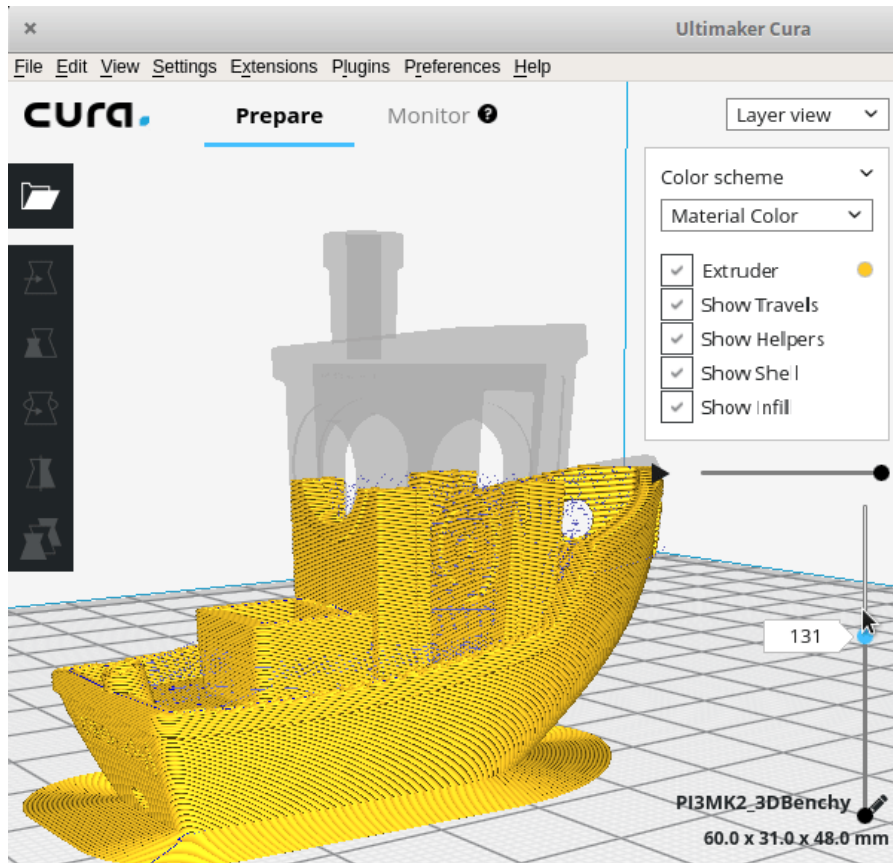 Ultimaker Cura
File Edit View Settings Extensions Plugins Preferences Help
cura. Prepare Monitor ? Layer view
Color scheme
Material Color
Extruder
Show Travels
Show Helpers
Show Shell
Show Infill
131
PI3MK2_3DBenchy
60.0 x 31.0 x 48.0 mm